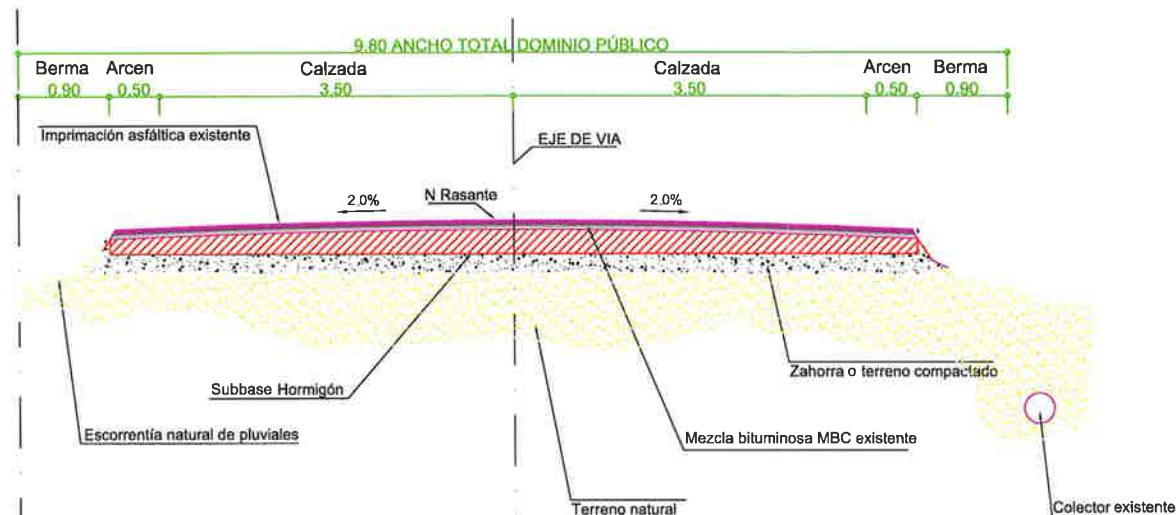 9.80 ANCHO TOTAL DOMINIO PÚBLICO
Berma Arcen Calzada Calzada Arcen Berma
0.90 0.50 3.50 3.50 0.50 0.90
Imprimación asfáltica existente
EJE DE VIA
2.0% N Rasante 2.0%
Zahorra o terreno compactado
Subbase Hormigón
Escorrentía natural de pluviales
Mezcla bituminosa MBC existente
Terreno natural
Colector existente